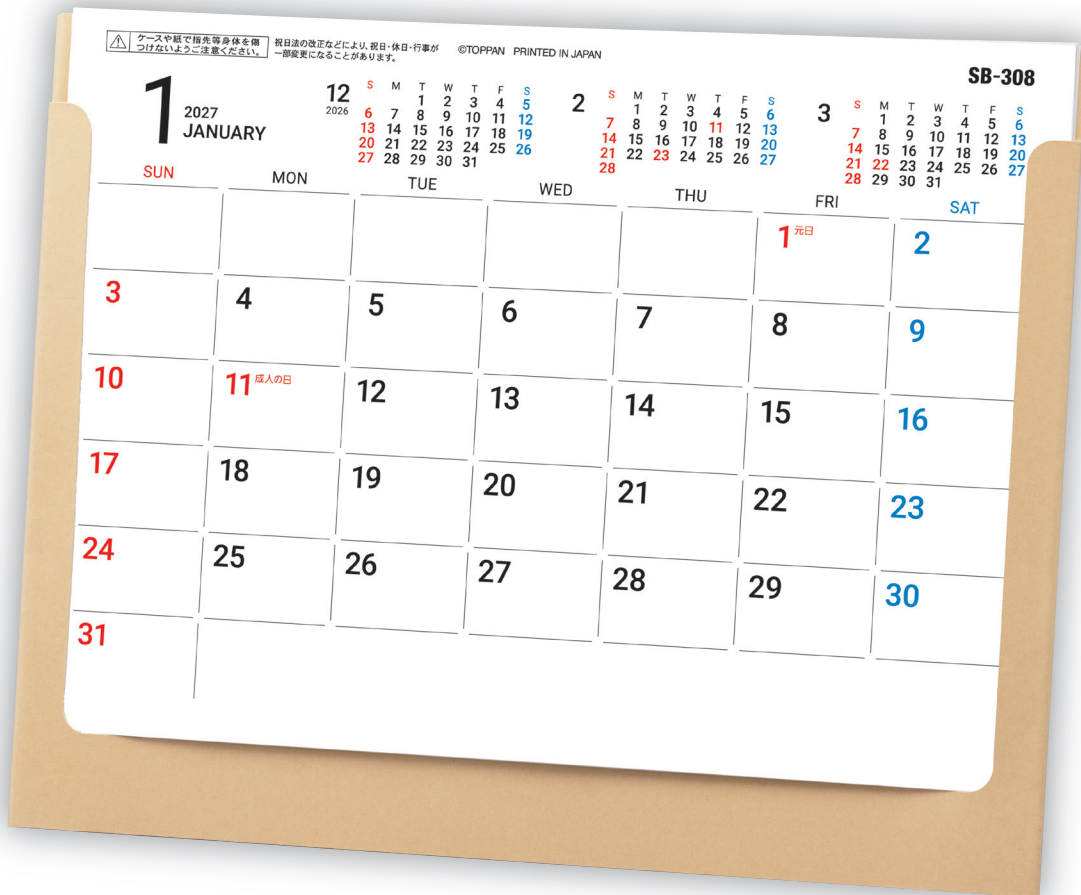 ケースや紙で指先等身体を傷
つけないようご注意ください。
祝日法の改正などにより、祝日・休日・行事が
一部変更になることがあります。
©TOPPAN PRINTED IN JAPAN
SB-308
1
2027
JANUARY
12
2026
S M T W T F S
1 2 3 4 5
6 7 8 9 10 11 12
13 14 15 16 17 18 19
20 21 22 23 24 25 26
27 28 29 30 31
2
S M T W T F S
1 2 3 4 5 6
7 8 9 10 11 12 13
14 15 16 17 18 19 20
21 22 23 24 25 26 27
28
3
S M T W T F S
1 2 3 4 5 6
7 8 9 10 11 12 13
14 15 16 17 18 19 20
21 22 23 24 25 26 27
28 29 30 31
SUN MON TUE WED THU FRI SAT
1 元日 2
3 4 5 6 7 8 9
10 11 成人の日 12 13 14 15 16
17 18 19 20 21 22 23
24 25 26 27 28 29 30
31